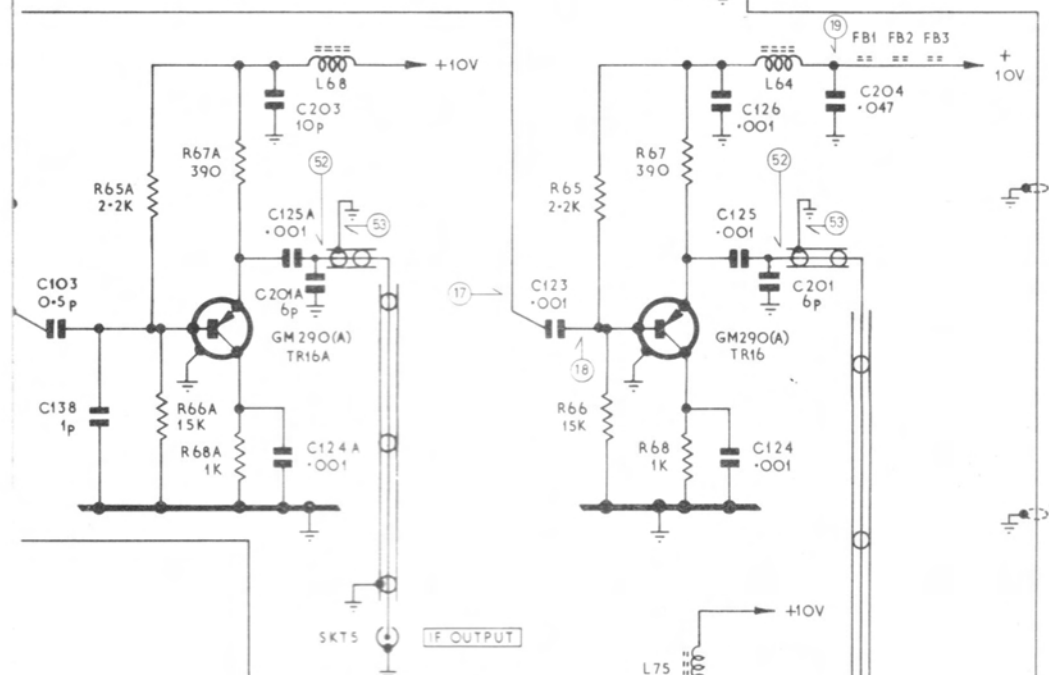 19
FB1 FB2 FB3
+10V
+
10V
L68
L64
C203
10p
C126
·001
C204
·047
R67A
390
R67
390
52
52
R65A
2·2K
R65
2·2K
C125A
·001
53
C125
·001
53
C103
0·5p
17
C123
·001
C201A
6p
C201
6p
GM290(A)
TR16A
GM290(A)
TR16
18
C138
1p
R66A
15K
R66
15K
R68A
1K
C124A
·001
R68
1K
C124
·001
+10V
SKT5
IF OUTPUT
L75